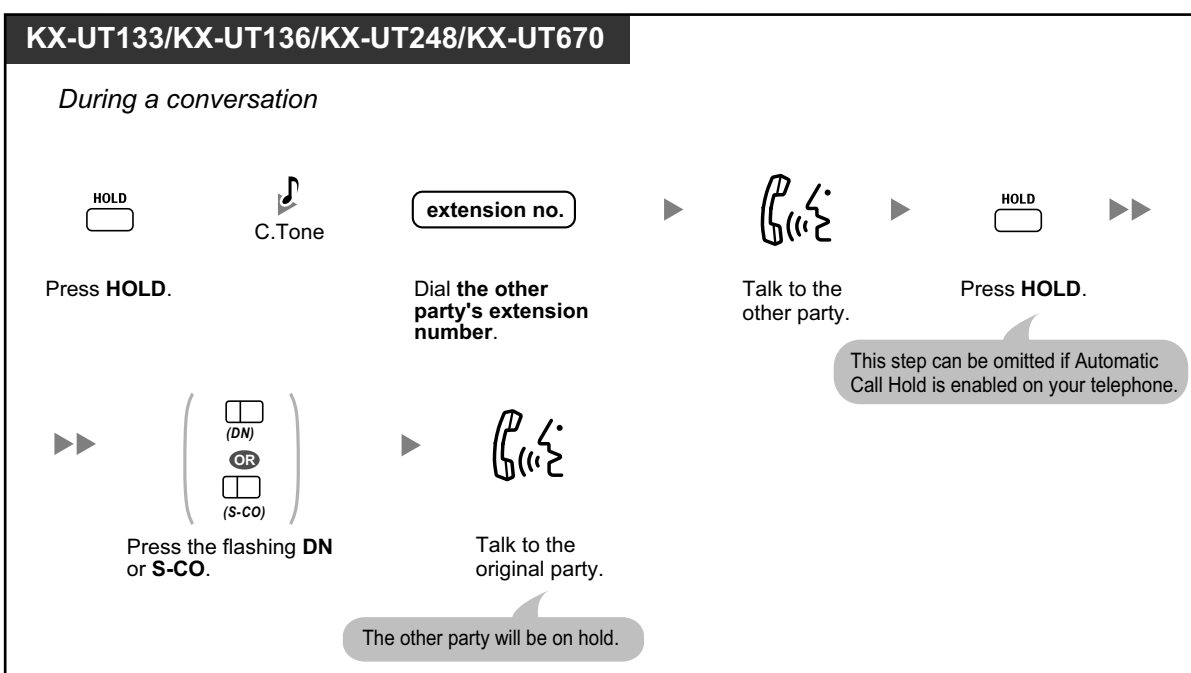 KX-UT133/KX-UT136/KX-UT248/KX-UT670
During a conversation
HOLD
C.Tone
extension no.
HOLD
Press HOLD.
Dial the other
party's extension
number.
Talk to the
other party.
Press HOLD.
This step can be omitted if Automatic
Call Hold is enabled on your telephone.
(DN)
OR
(S-CO)
Press the flashing DN
or S-CO.
Talk to the
original party.
The other party will be on hold.